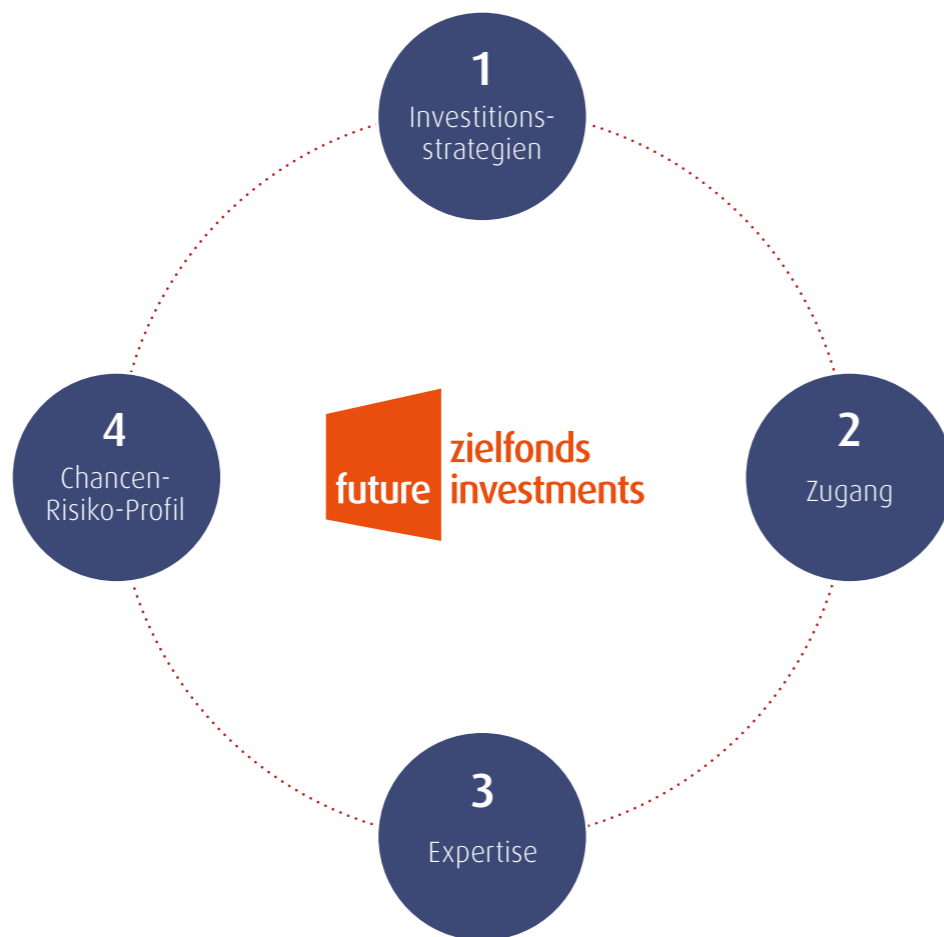 1
Investitions-
strategien
4
Chancen-
Risiko-Profil
future
zielfonds
investments
2
Zugang
3
Expertise